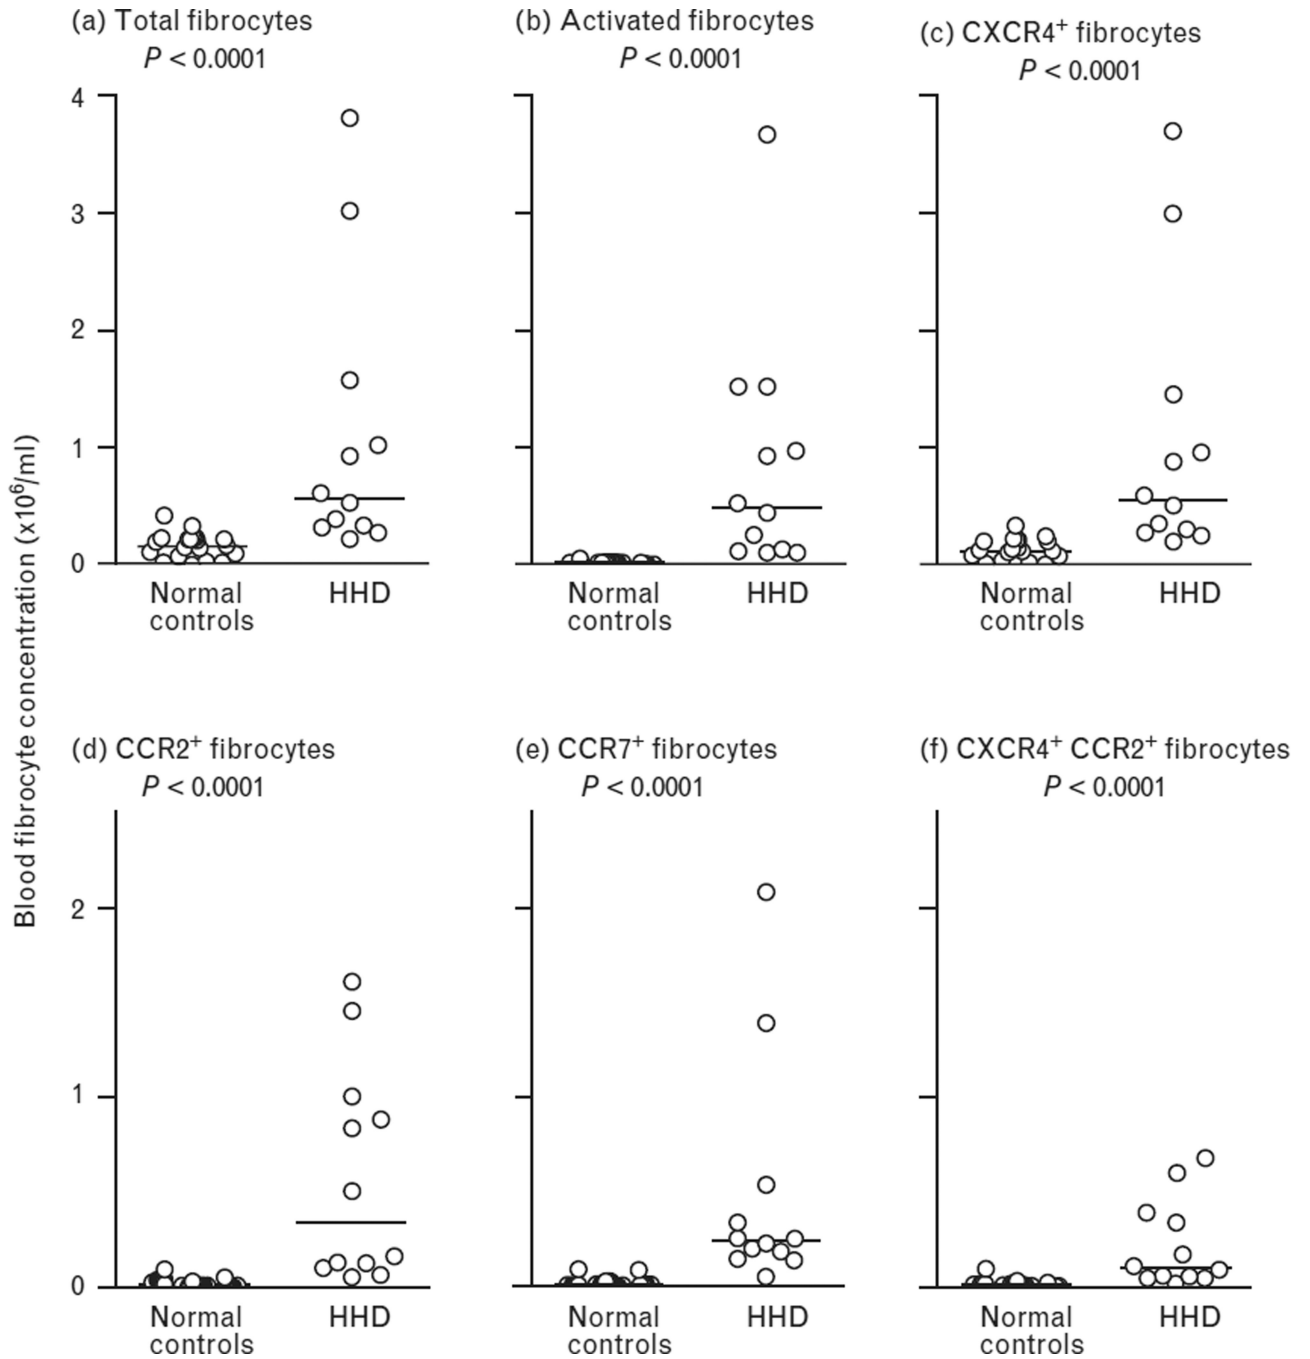 (a) Total fibrocytes
P < 0.0001
(b) Activated fibrocytes
P < 0.0001
(c) CXCR4⁺ fibrocytes
P < 0.0001
4
3
2
1
0
Normal
controls
HHD
Normal
controls
HHD
Normal
controls
HHD
Blood fibrocyte concentration (x10⁶/ml)
(d) CCR2⁺ fibrocytes
P < 0.0001
(e) CCR7⁺ fibrocytes
P < 0.0001
(f) CXCR4⁺ CCR2⁺ fibrocytes
P < 0.0001
2
1
0
Normal
controls
HHD
Normal
controls
HHD
Normal
controls
HHD